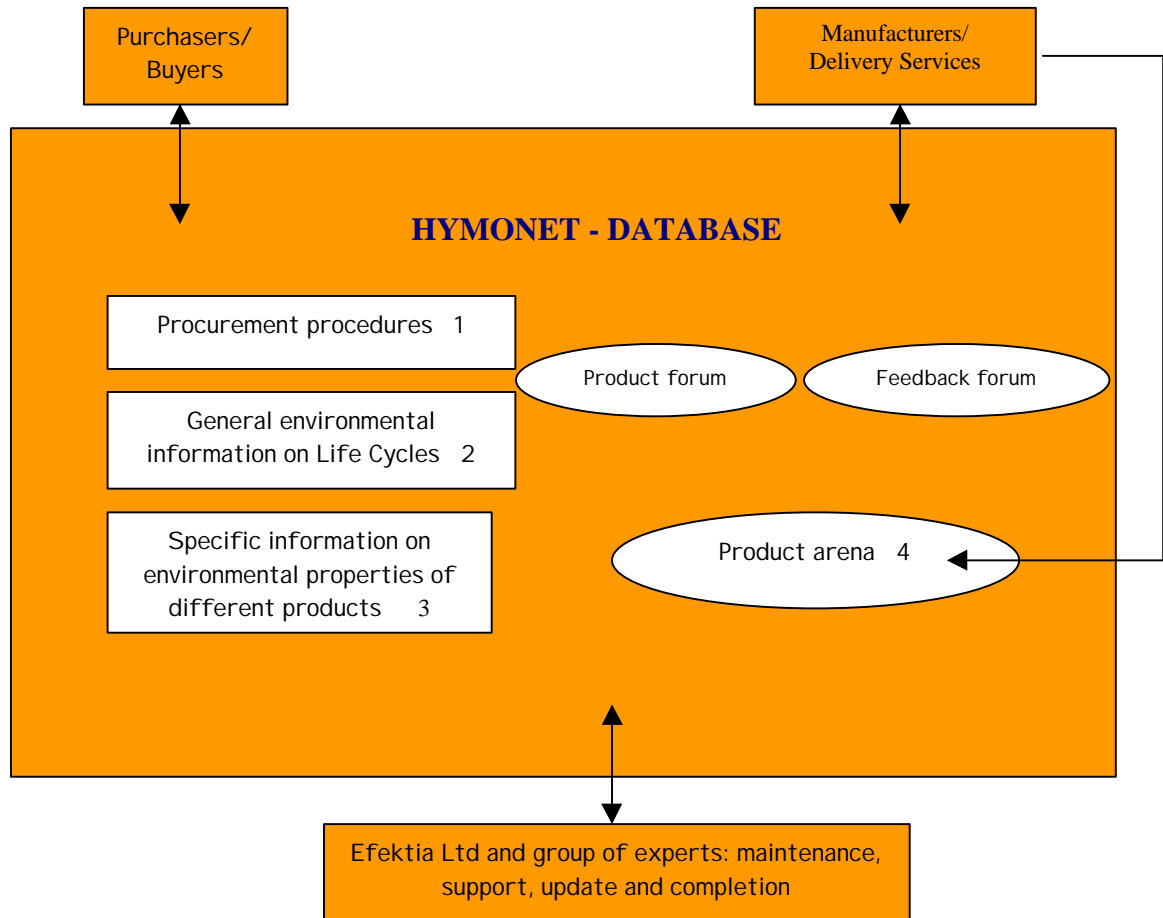 Purchasers/
Buyers
Manufacturers/
Delivery Services
HYMONET - DATABASE
Procurement procedures 1
Product forum
Feedback forum
General environmental
information on Life Cycles 2
Specific information on
environmental properties of
different products 3
Product arena 4
Efektia Ltd and group of experts: maintenance,
support, update and completion